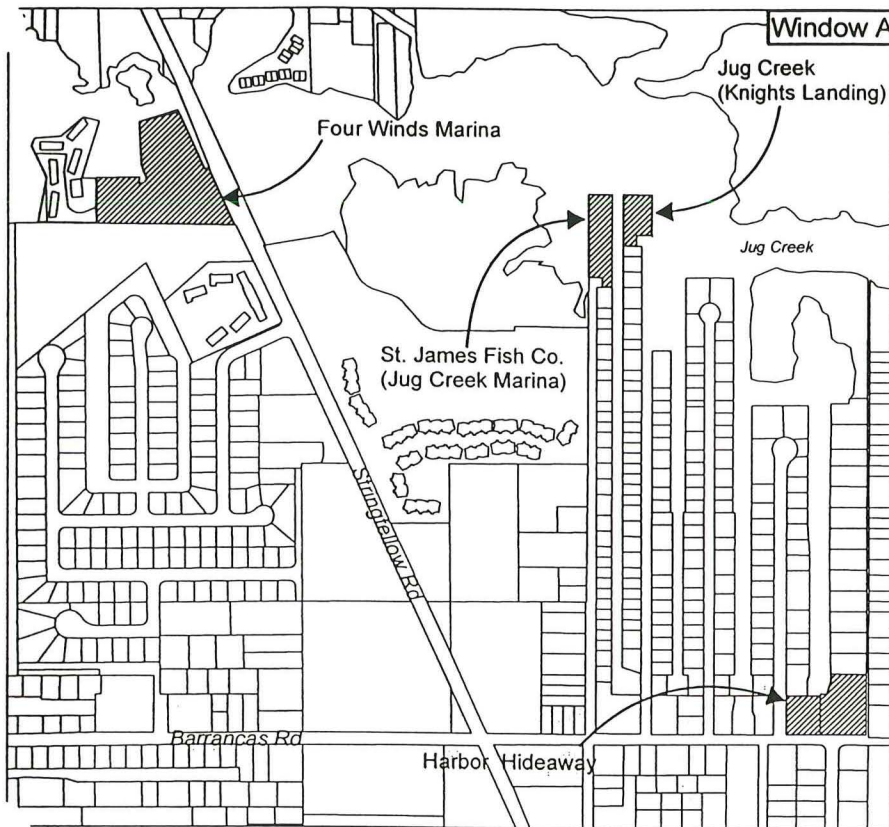 Window A
Jug Creek
(Knights Landing)
Four Winds Marina
Jug Creek
St. James Fish Co.
(Jug Creek Marina)
Stringfellow Rd
Barrancas Rd
Harbor Hideaway